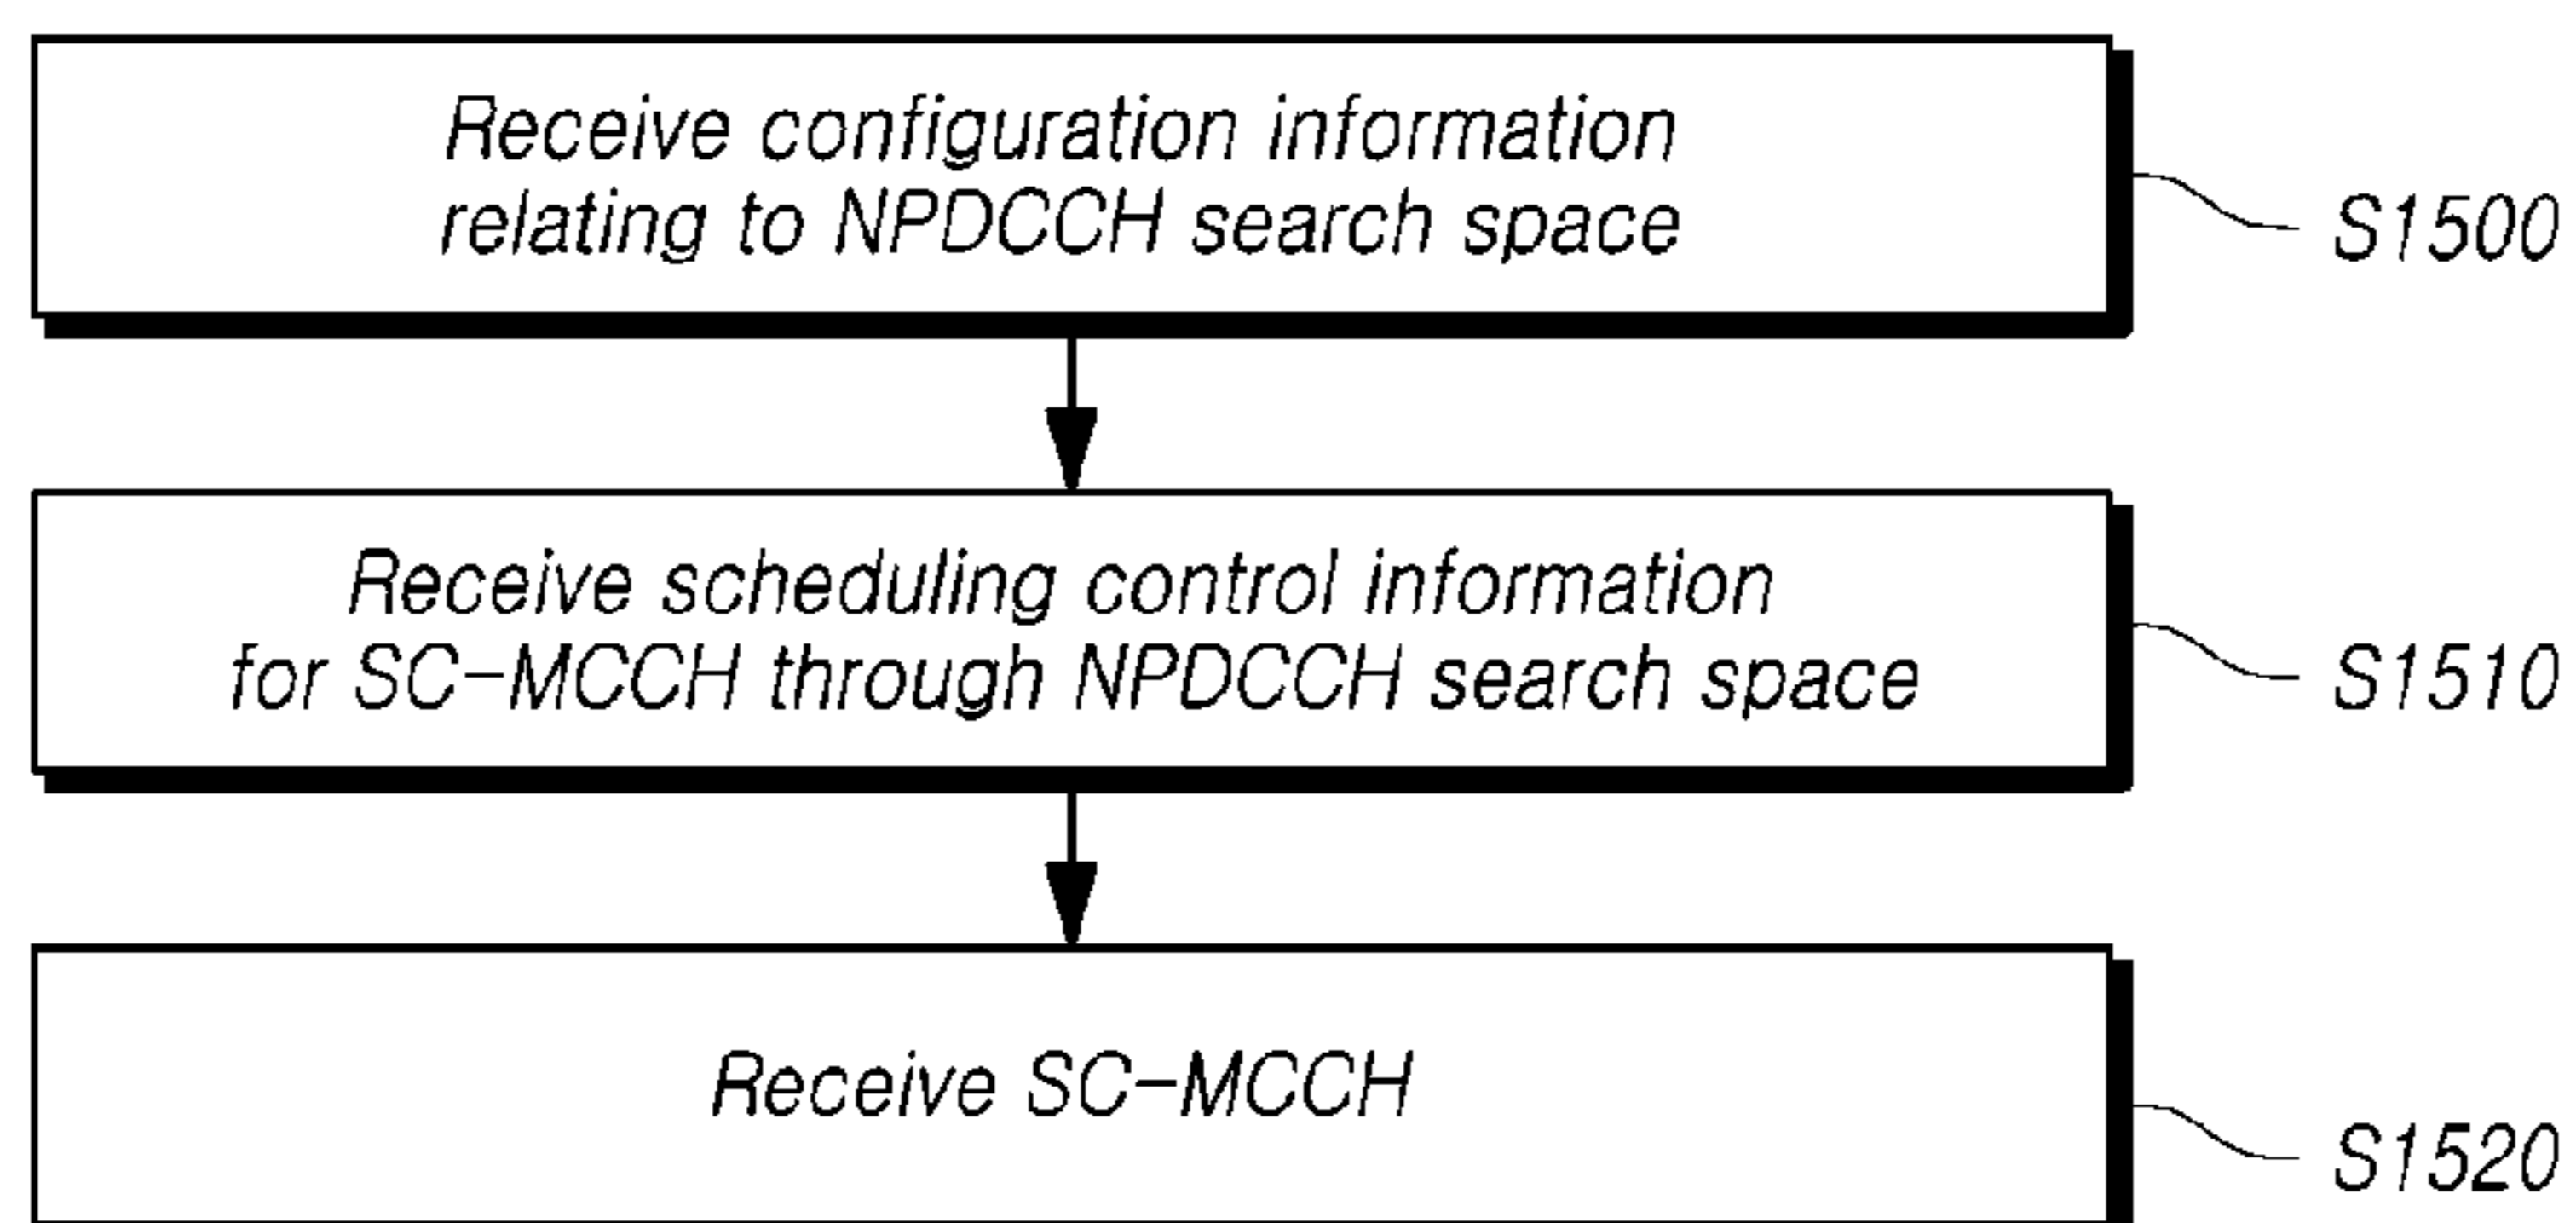 Receive configuration information
relating to NPDCCH search space
S1500
Receive scheduling control information
for SC-MCCH through NPDCCH search space
S1510
Receive SC-MCCH
S1520